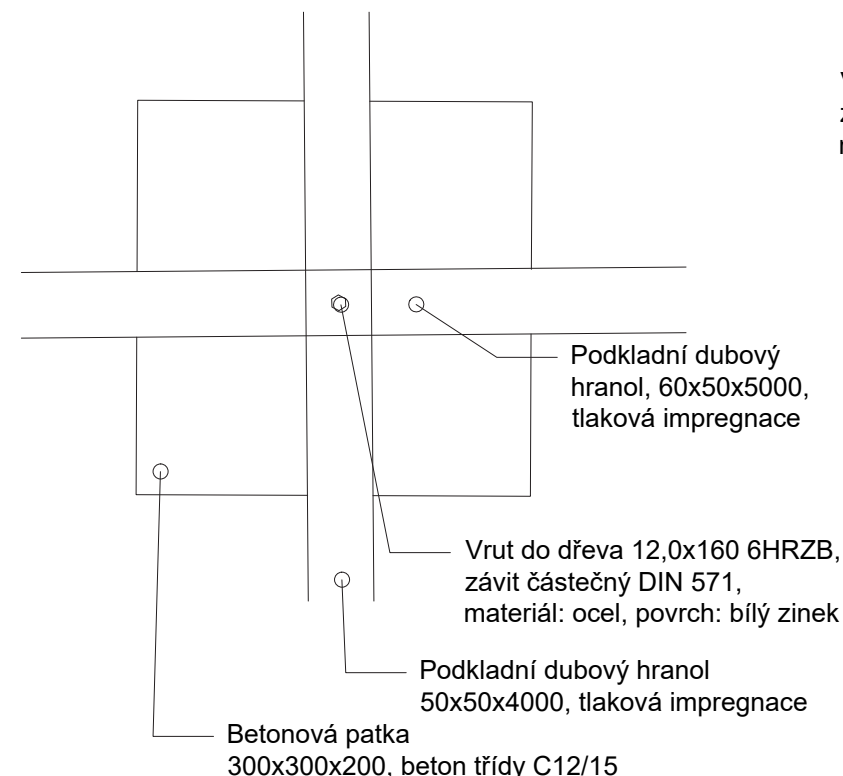 Podkladní dubový
hranol, 60x50x5000,
tlaková impregnace
Vrut do dřeva 12,0x160 6HRZB,
závit částečný DIN 571,
materiál: ocel, povrch: bílý zinek
Podkladní dubový hranol
50x50x4000, tlaková impregnace
Betonová patka
300x300x200, beton třídy C12/15